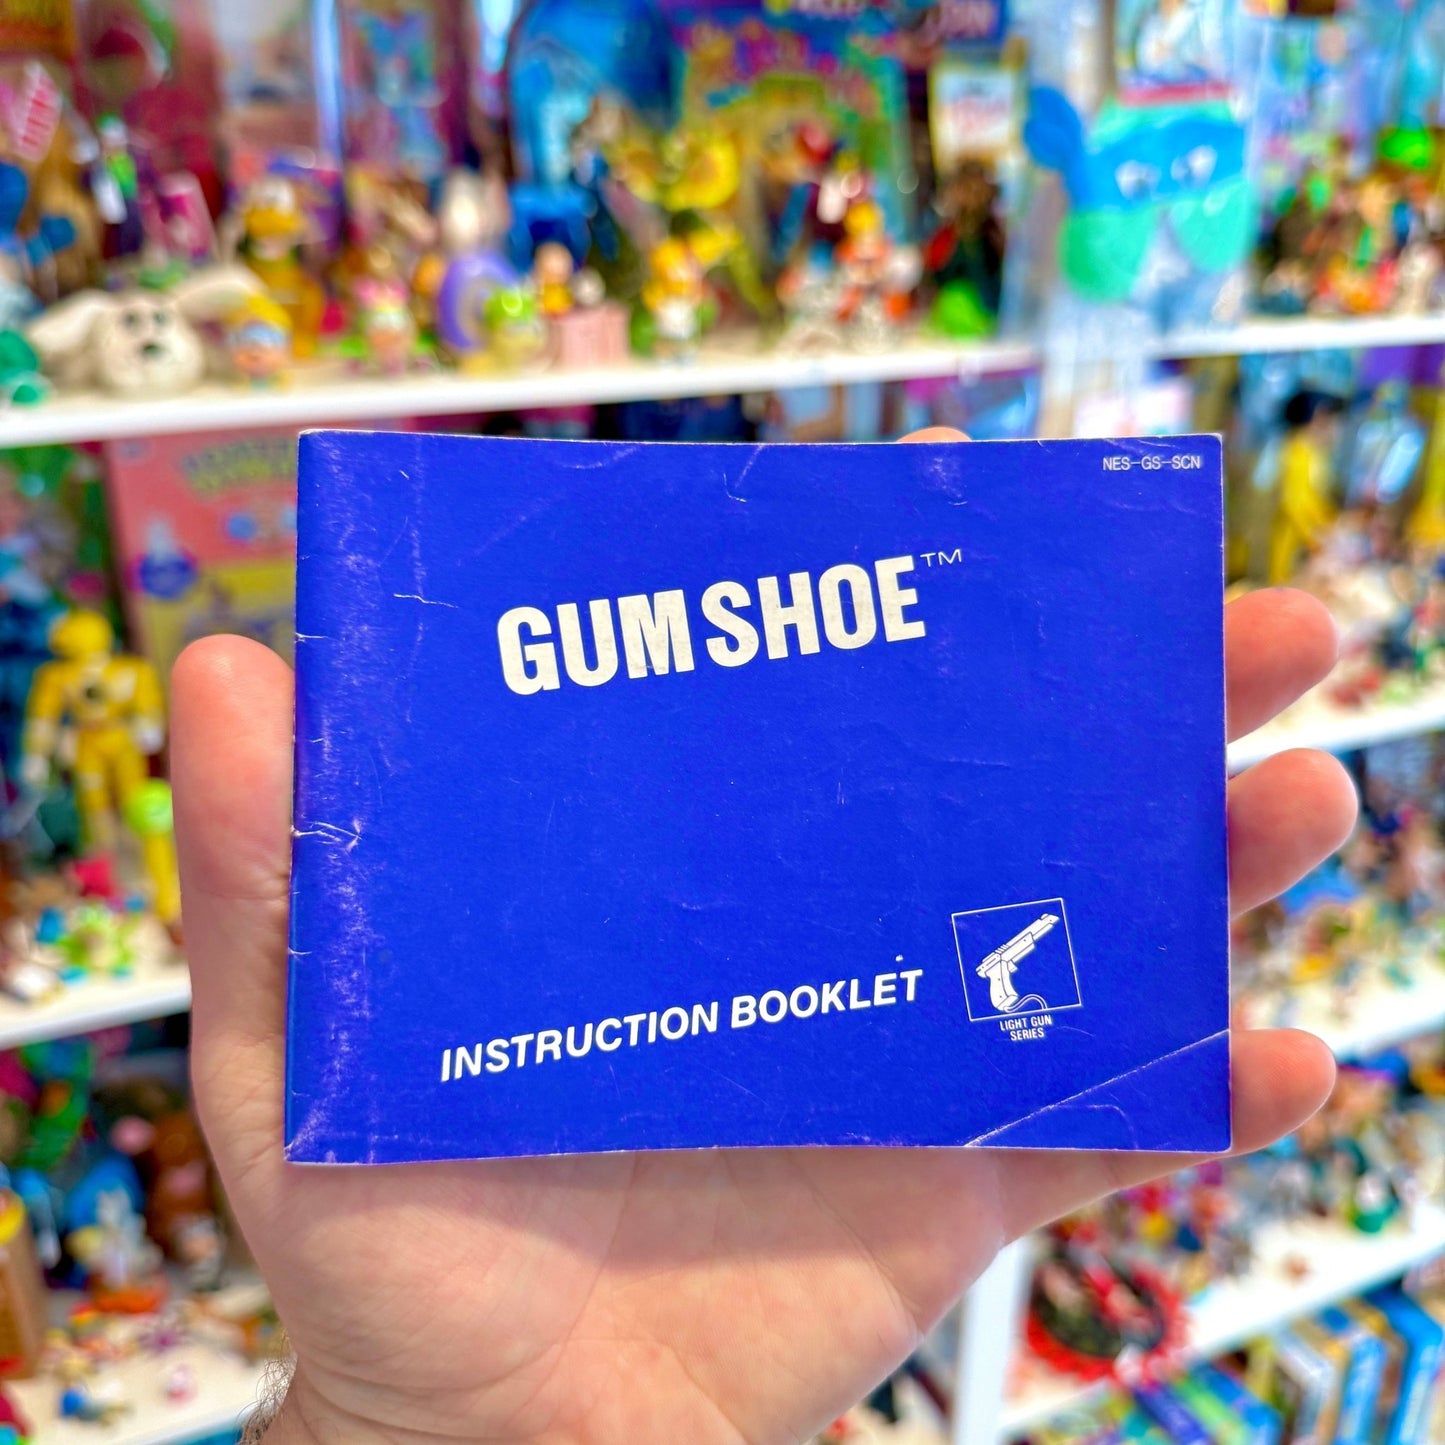 NES-GS-SCN
GUMSHOE™
INSTRUCTION BOOKLET
LIGHT GUN
SERIES